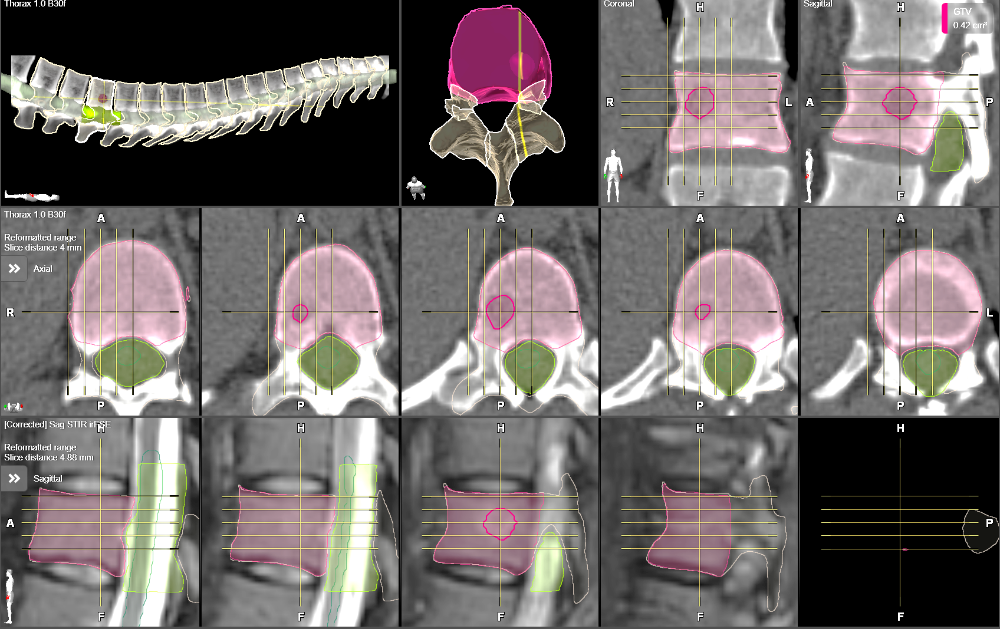 Thorax 1.0 B30f
Coronal
H
R
L
F
Sagittal
H
GTV
0.42 cm³
A
P
F
Thorax 1.0 B30f
Reformatted range
Slice distance 4 mm
Axial
A
R
P
A
P
A
P
A
P
A
L
P
[Corrected] Sag STIR irFSE
Reformatted range
Slice distance 4.88 mm
Sagittal
H
A
F
H
F
H
F
H
F
H
P
F